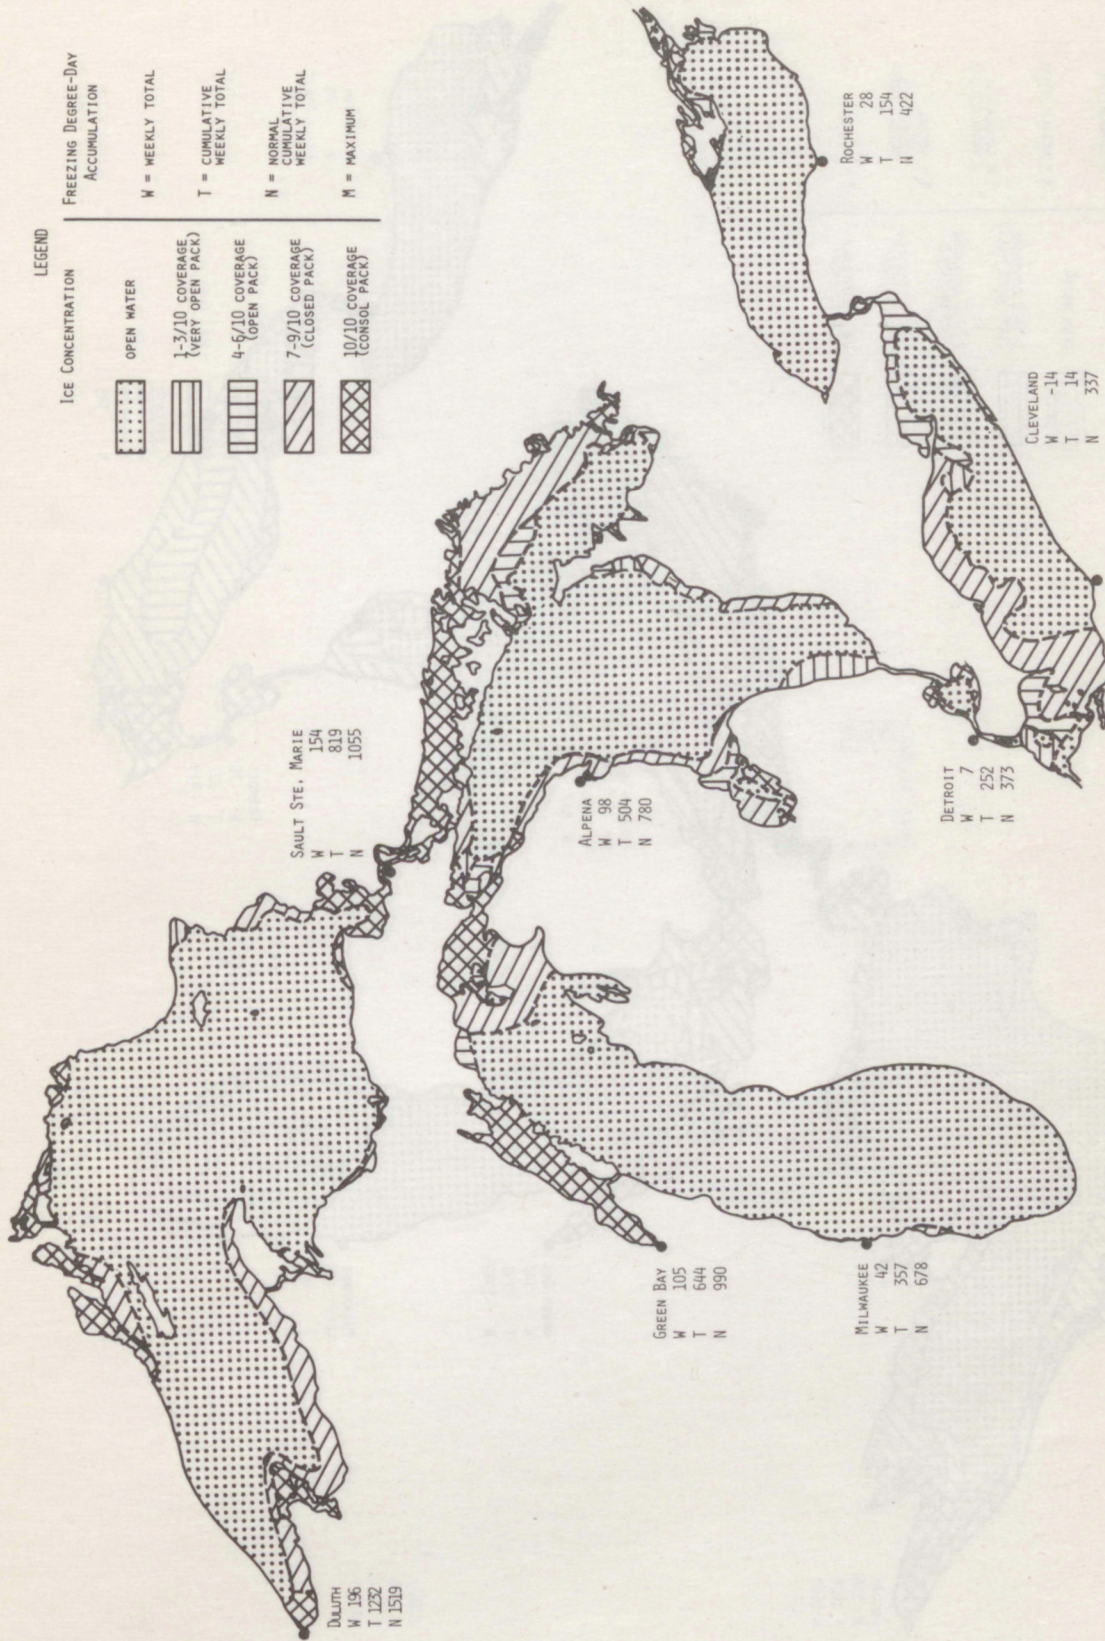 LEGEND
ICE CONCENTRATION
OPEN WATER
1-3/10 COVERAGE
(VERY OPEN PACK)
4-6/10 COVERAGE
(OPEN PACK)
7-9/10 COVERAGE
(CLOSED PACK)
10/10 COVERAGE
(CONSOL PACK)
FREEZING DEGREE-DAY
ACCUMULATION
W = WEEKLY TOTAL
T = CUMULATIVE
WEEKLY TOTAL
N = NORMAL
CUMULATIVE
WEEKLY TOTAL
M = MAXIMUM
DULUTH
W 196
T 1232
N 1519
SAULT STE. MARIE
W 154
T 819
N 1055
GREEN BAY
W 105
T 644
N 990
MILWAUKEE
W 42
T 357
N 678
ALPENA
W 98
T 504
N 780
DETROIT
W 7
T 252
N 373
CLEVELAND
W -14
T 14
N 337
ROCHESTER
W 28
T 154
N 422